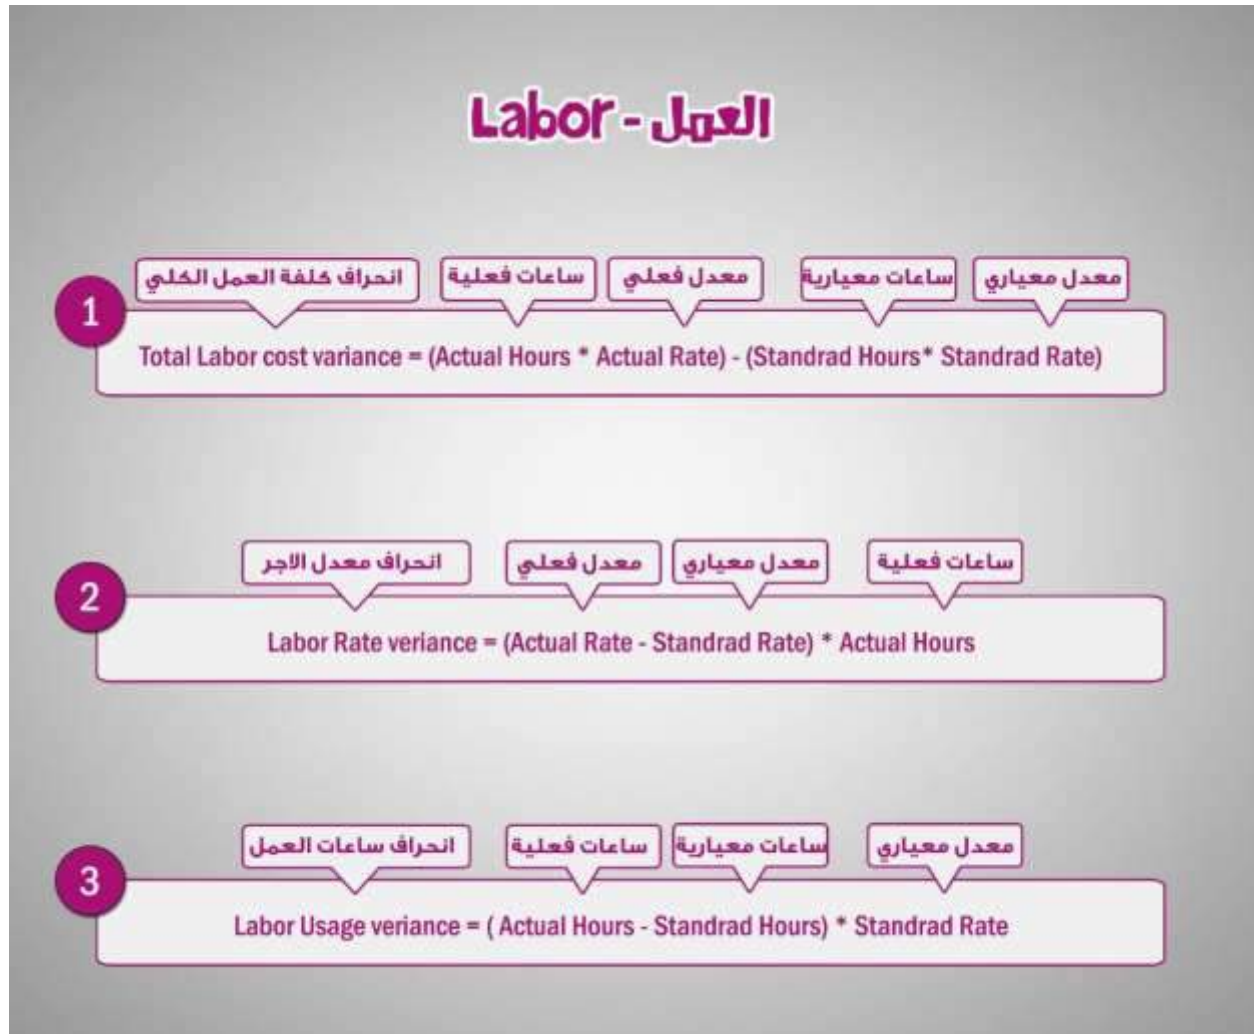 Labor - العمل
انحراف كلفة العمل الكلي ساعات فعلية معدل فعلي ساعات معيارية معدل معياري
1
Total Labor cost variance = (Actual Hours * Actual Rate) - (Standrad Hours* Standrad Rate)
انحراف معدل الاجر معدل فعلي معدل معياري ساعات فعلية
2
Labor Rate veriance = (Actual Rate - Standrad Rate) * Actual Hours
انحراف ساعات العمل ساعات فعلية ساعات معيارية معدل معياري
3
Labor Usage veriance = ( Actual Hours - Standrad Hours) * Standrad Rate